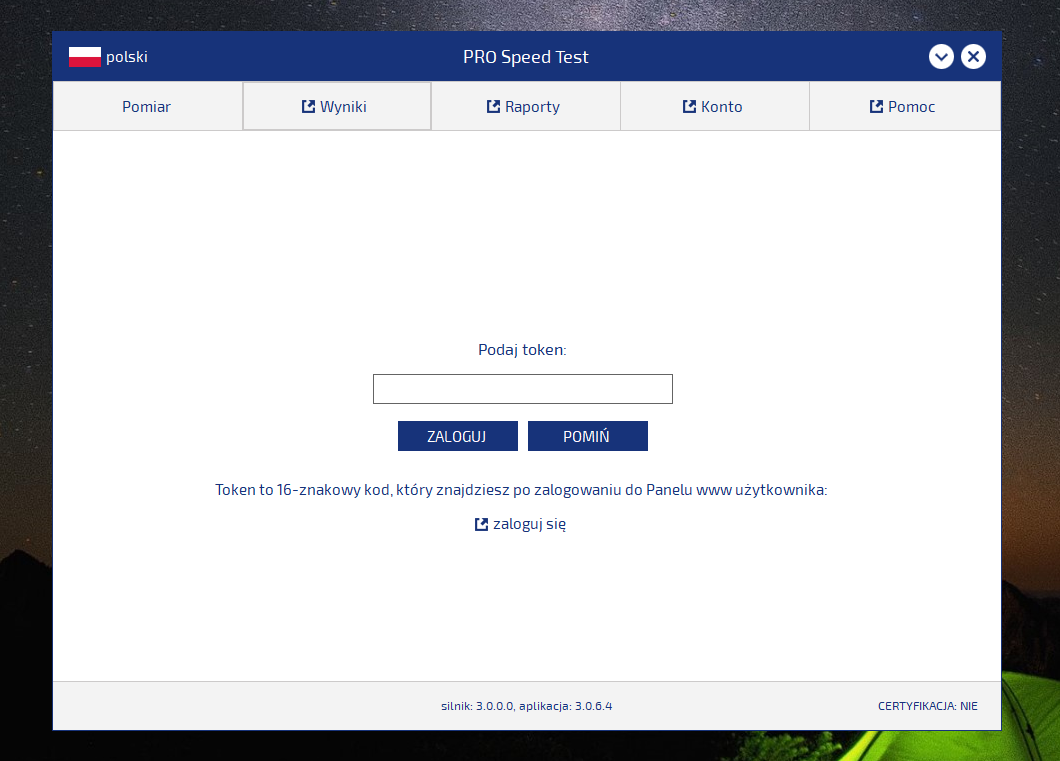 polski
PRO Speed Test
Pomiar
Wyniki
Raporty
Konto
Pomoc
Podaj token:
ZALOGUJ
POMIŃ
Token to 16-znakowy kod, który znajdziesz po zalogowaniu do Panelu www użytkownika:
zaloguj się
silnik: 3.0.0.0, aplikacja: 3.0.6.4
CERTYFIKACJA: NIE